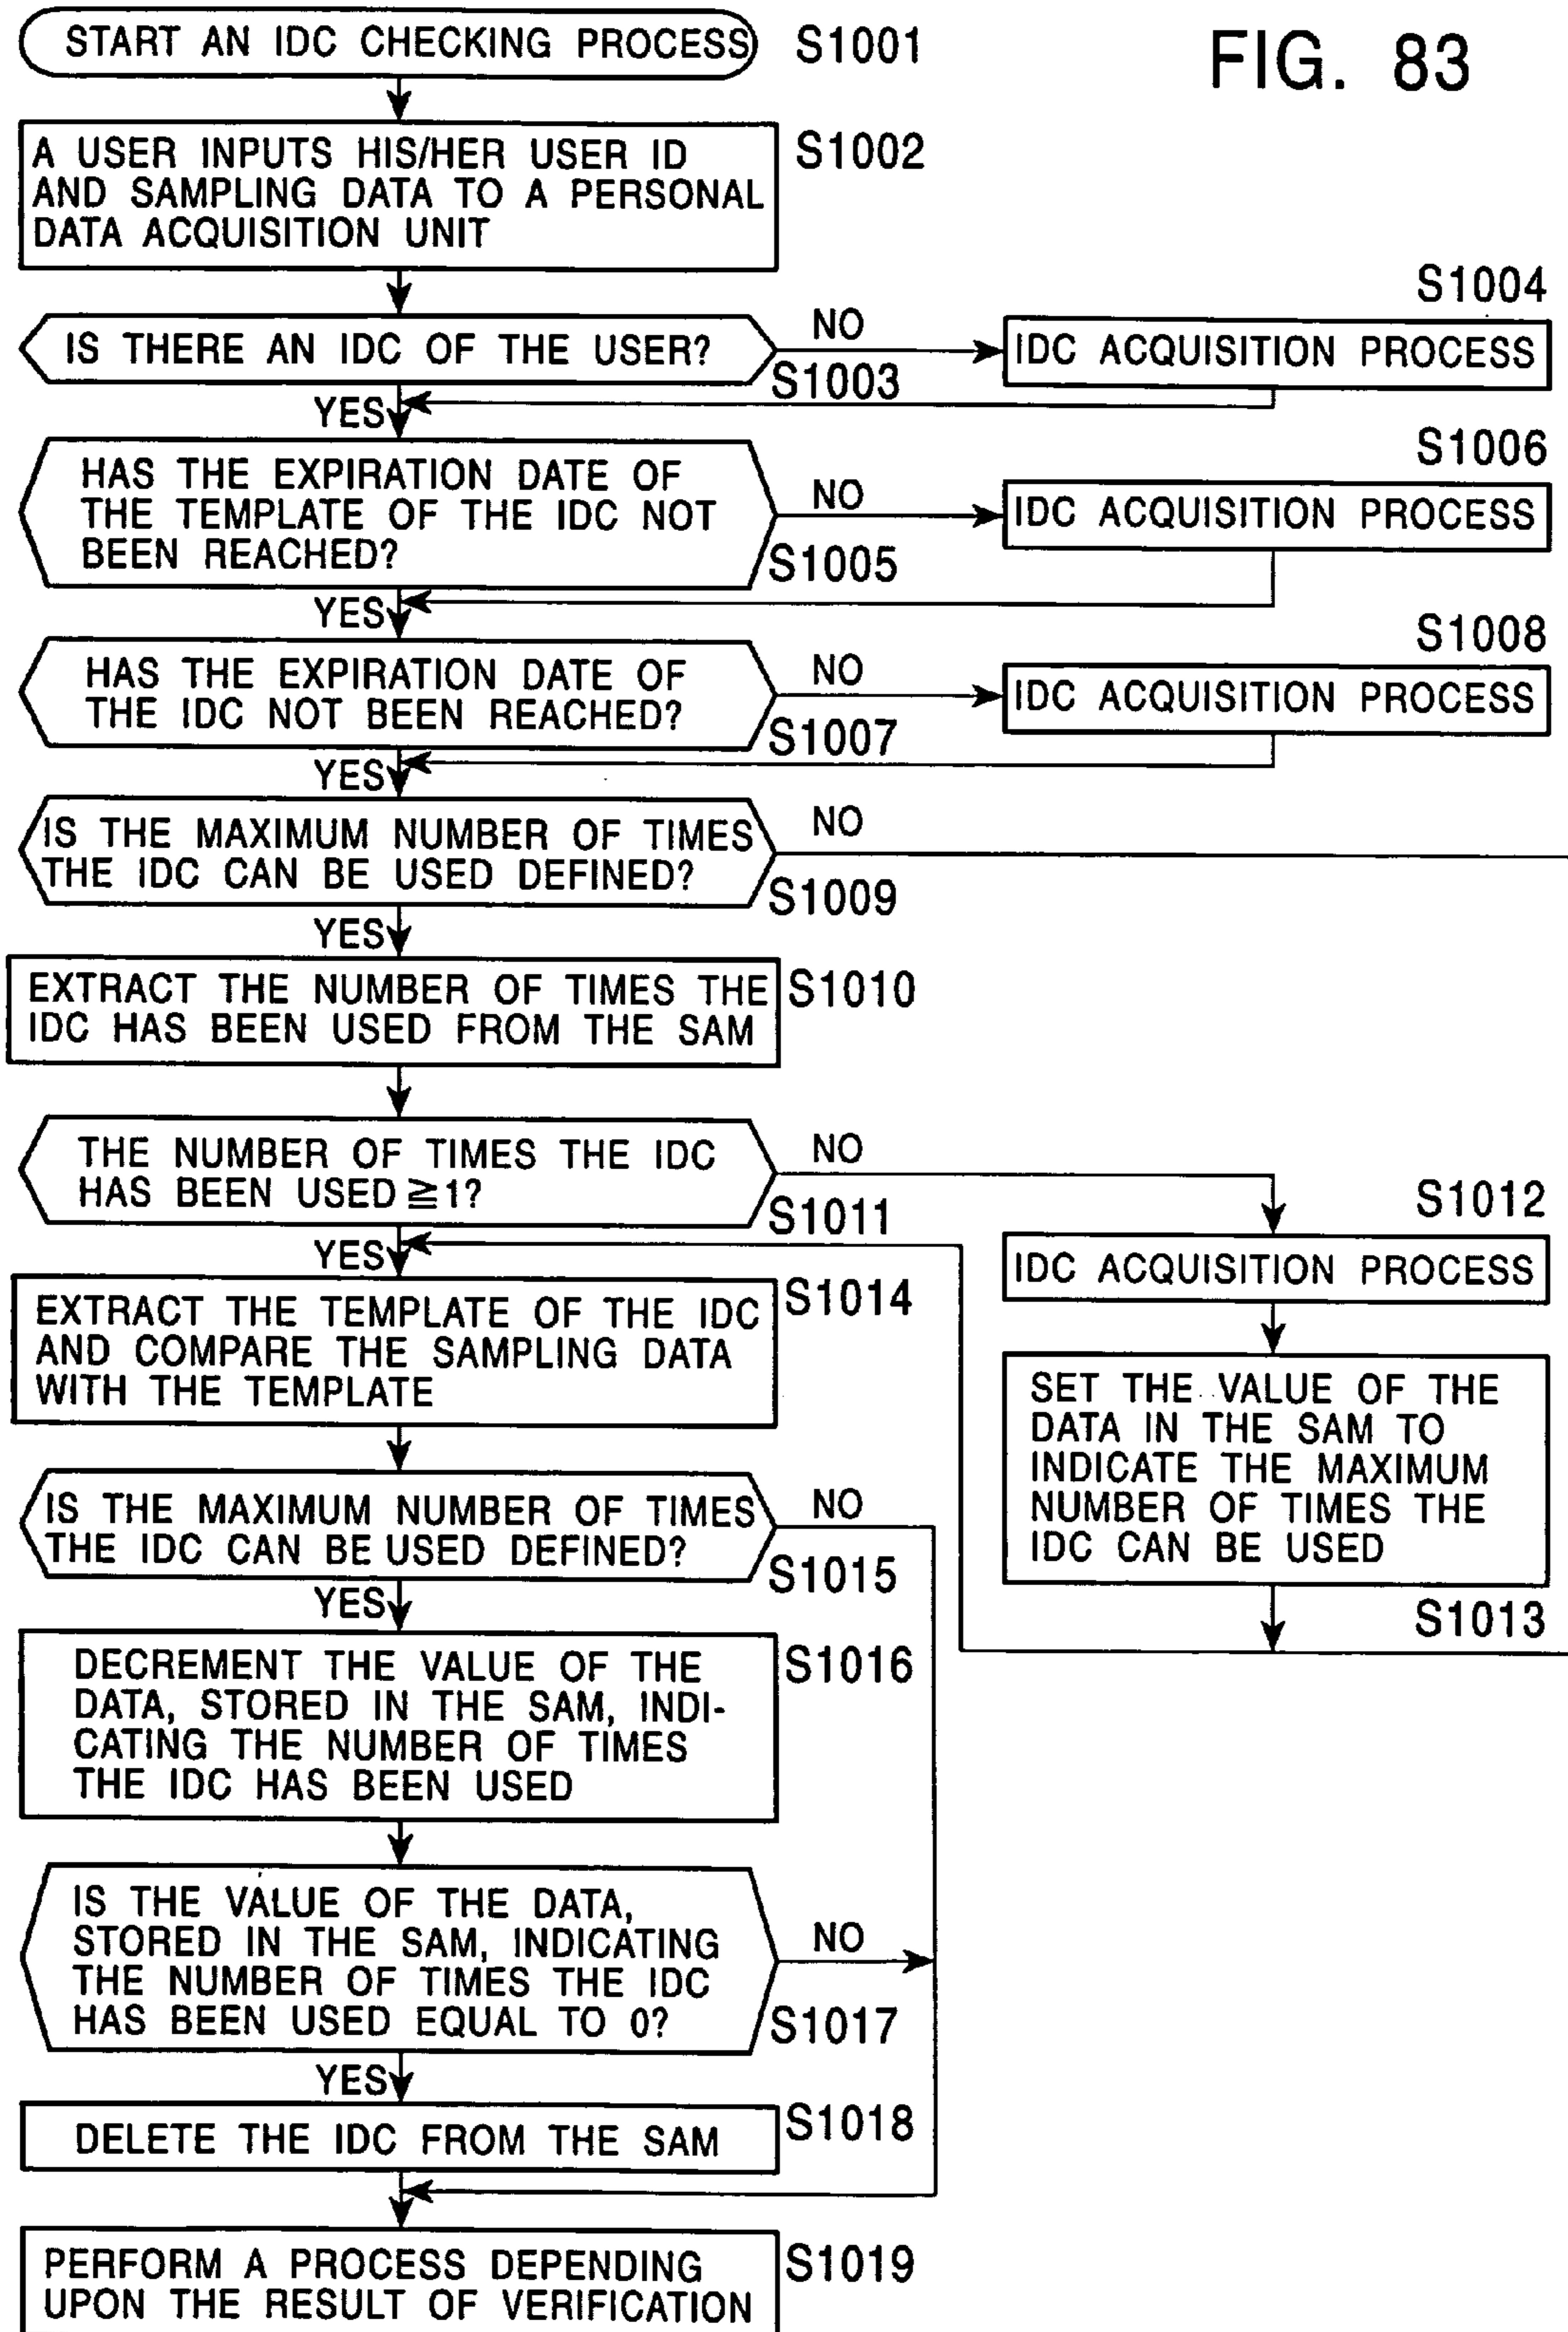 FIG. 83
START AN IDC CHECKING PROCESS
S1001
A USER INPUTS HIS/HER USER ID
AND SAMPLING DATA TO A PERSONAL
DATA ACQUISITION UNIT
S1002
IS THERE AN IDC OF THE USER?
NO
S1003
S1004
IDC ACQUISITION PROCESS
YES
HAS THE EXPIRATION DATE OF
THE TEMPLATE OF THE IDC NOT
BEEN REACHED?
NO
S1005
S1006
IDC ACQUISITION PROCESS
YES
HAS THE EXPIRATION DATE OF
THE IDC NOT BEEN REACHED?
NO
S1007
S1008
IDC ACQUISITION PROCESS
YES
IS THE MAXIMUM NUMBER OF TIMES
THE IDC CAN BE USED DEFINED?
NO
S1009
YES
EXTRACT THE NUMBER OF TIMES THE
IDC HAS BEEN USED FROM THE SAM
S1010
THE NUMBER OF TIMES THE IDC
HAS BEEN USED ≧ 1?
NO
S1011
S1012
IDC ACQUISITION PROCESS
SET THE VALUE OF THE
DATA IN THE SAM TO
INDICATE THE MAXIMUM
NUMBER OF TIMES THE
IDC CAN BE USED
S1013
YES
EXTRACT THE TEMPLATE OF THE IDC
AND COMPARE THE SAMPLING DATA
WITH THE TEMPLATE
S1014
IS THE MAXIMUM NUMBER OF TIMES
THE IDC CAN BE USED DEFINED?
NO
S1015
YES
DECREMENT THE VALUE OF THE
DATA, STORED IN THE SAM, INDI-
CATING THE NUMBER OF TIMES
THE IDC HAS BEEN USED
S1016
IS THE VALUE OF THE DATA,
STORED IN THE SAM, INDICATING
THE NUMBER OF TIMES THE IDC
HAS BEEN USED EQUAL TO 0?
NO
S1017
YES
DELETE THE IDC FROM THE SAM
S1018
PERFORM A PROCESS DEPENDING
UPON THE RESULT OF VERIFICATION
S1019